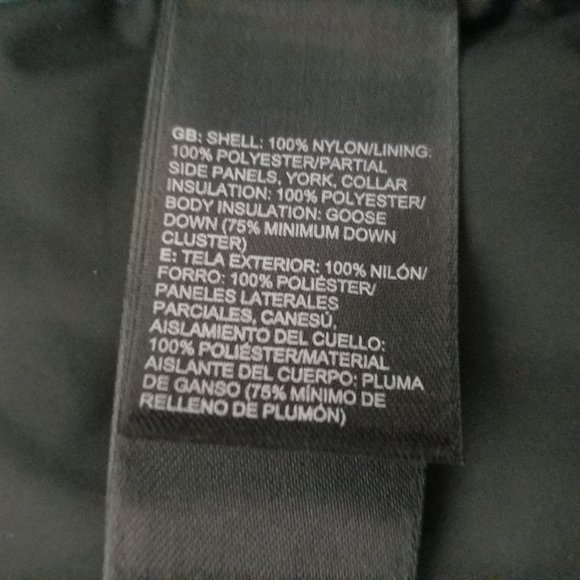 GB: SHELL: 100% NYLON/LINING:
100% POLYESTER/PARTIAL
SIDE PANELS, YORK, COLLAR
INSULATION: 100% POLYESTER/
BODY INSULATION: GOOSE
DOWN (75% MINIMUM DOWN
CLUSTER)
E: TELA EXTERIOR: 100% NILÓN/
FORRO: 100% POLIÉSTER/
PANELES LATERALES
PARCIALES, CANESÚ,
AISLAMIENTO DEL CUELLO:
100% POLIÉSTER/MATERIAL
AISLANTE DEL CUERPO: PLUMA
DE GANSO (75% MÍNIMO DE
RELLENO DE PLUMÓN)